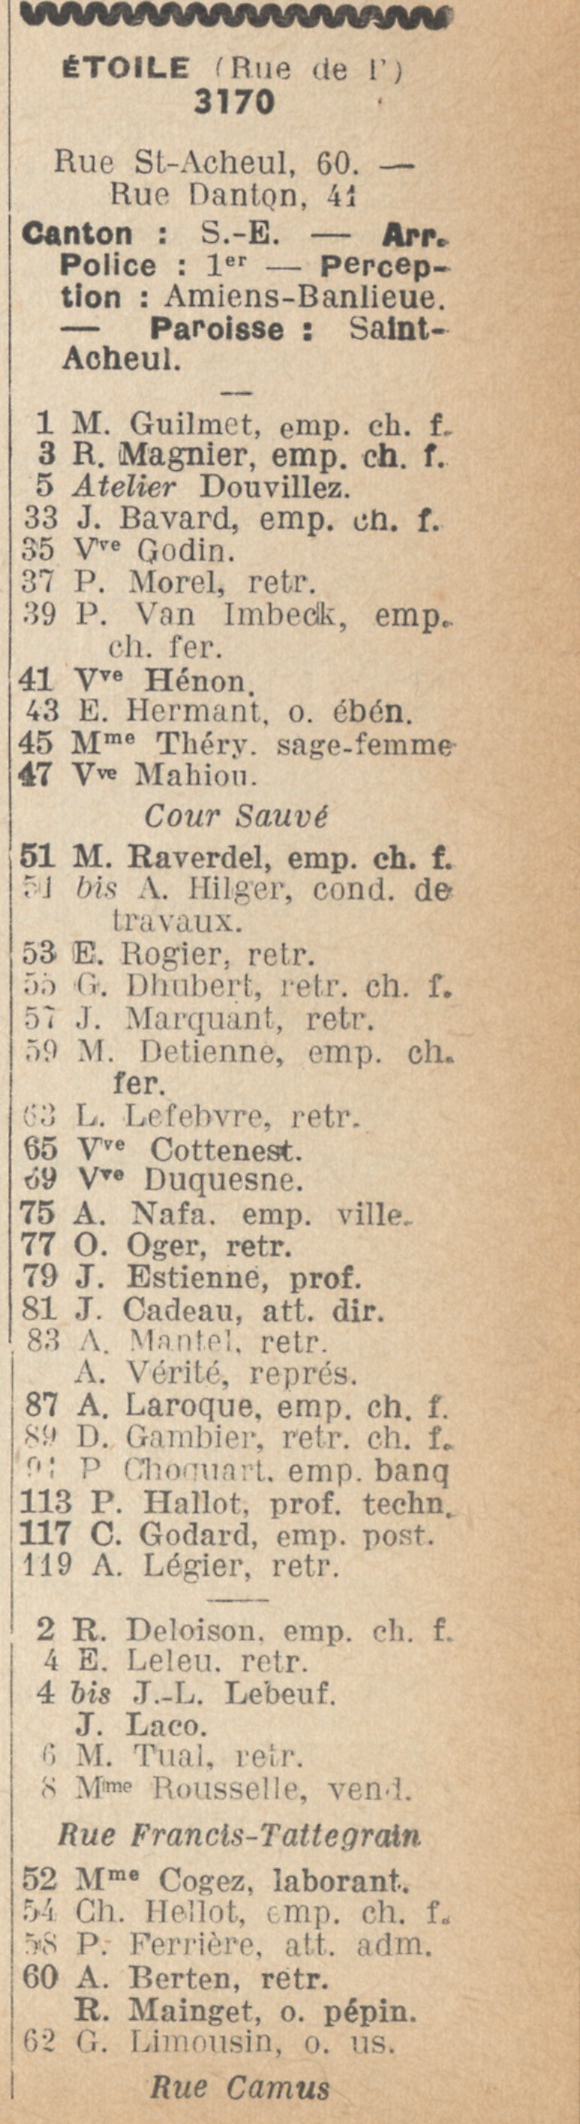 ÉTOILE (Rue de l')
3170
Rue St-Acheul, 60. —
Rue Danton, 41
Canton : S.-E. — Arr.
Police : 1er — Percep-
tion : Amiens-Banlieue.
— Paroisse : Saint-
Acheul.
1 M. Guilmet, emp. ch. f.
3 R. Magnier, emp. ch. f.
5 Atelier Douvillez.
33 J. Bavard, emp. ch. f.
35 Vve Godin.
37 P. Morel, retr.
39 P. Van Imbeck, emp.
ch. fer.
41 Vve Hénon.
43 E. Hermant, o. ébén.
45 Mme Théry. sage-femme
47 Vve Mahiou.
Cour Sauvé
51 M. Raverdel, emp. ch. f.
51 bis A. Hilger, cond. de
travaux.
53 E. Rogier, retr.
55 G. Dhubert, retr. ch. f.
57 J. Marquant, retr.
59 M. Detienne, emp. ch.
fer.
63 L. Lefebvre, retr.
65 Vve Cottenest.
69 Vve Duquesne.
75 A. Nafa. emp. ville.
77 O. Oger, retr.
79 J. Estienne, prof.
81 J. Cadeau, att. dir.
83 A. Mantel, retr.
A. Vérité, représ.
87 A. Laroque, emp. ch. f.
89 D. Gambier, retr. ch. f.
91 P Choquart. emp. banq
113 P. Hallot, prof. techn.
117 C. Godard, emp. post.
119 A. Légier, retr.
2 R. Deloison. emp. ch. f.
4 E. Leleu. retr.
4 bis J.-L. Lebeuf.
J. Laco.
6 M. Tual, retr.
8 Mme Rousselle, vend.
Rue Francis-Tattegrain
52 Mme Cogez, laborant.
54 Ch. Hellot, emp. ch. f.
58 P. Ferrière, att. adm.
60 A. Berten, retr.
R. Mainget, o. pépin.
62 G. Limousin, o. us.
Rue Camus